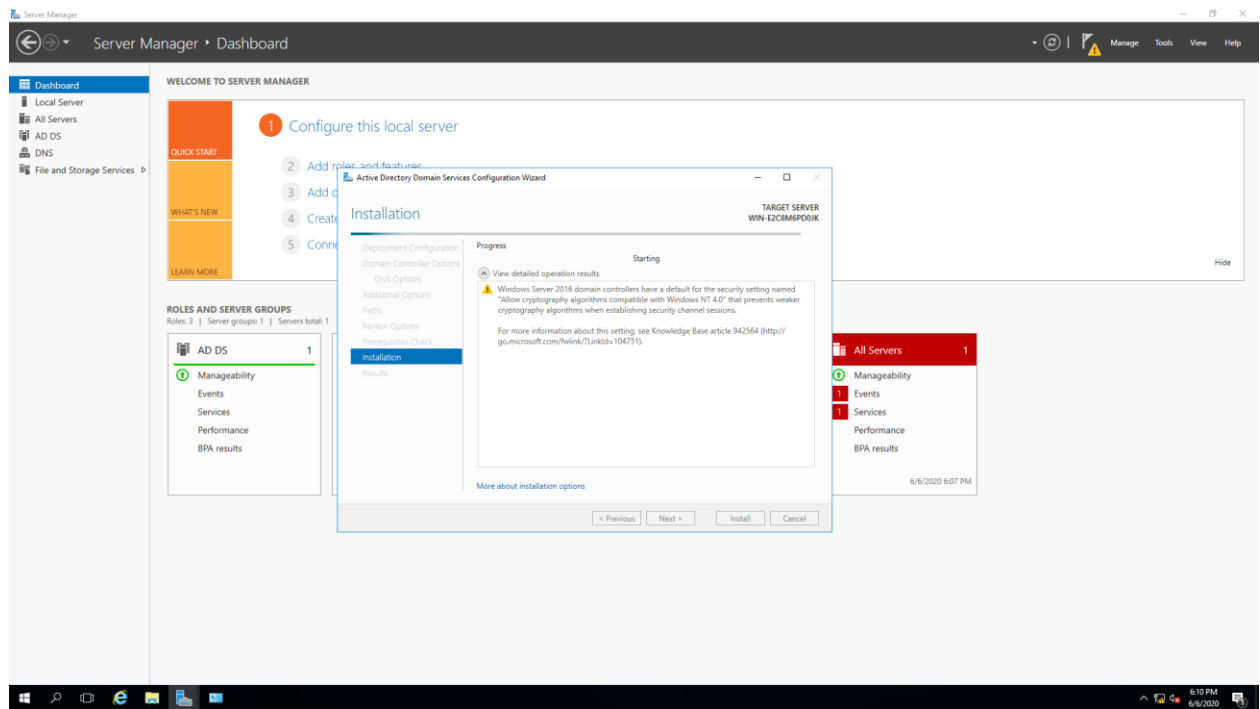 Server Manager
Server Manager • Dashboard
Manage Tools View Help
Dashboard
Local Server
All Servers
AD DS
DNS
File and Storage Services
WELCOME TO SERVER MANAGER
QUICK START
WHAT'S NEW
LEARN MORE
1 Configure this local server
2 Add roles and features
3 Add
4 Create
5
Hide
ROLES AND SERVER GROUPS
Roles: 3 | Server groups: 1 | Servers total: 1
AD DS 1
Manageability
Events
Services
Performance
BPA results
Active Directory Domain Services Configuration Wizard
Installation
TARGET SERVER
WIN-E2C8M6PD0JK
Deployment Configuration
Domain Controller Options
DNS Options
Additional Options
Paths
Review Options
Prerequisites Check
Installation
Results
Progress
Starting
View detailed operation results
Windows Server 2016 domain controllers have a default for the security setting named
"Allow cryptography algorithms compatible with Windows NT 4.0" that prevents weaker
cryptography algorithms when establishing security channel sessions.
For more information about this setting, see Knowledge Base article 942564 (http://
go.microsoft.com/fwlink/?LinkId=104751).
More about installation options
< Previous Next > Install Cancel
All Servers 1
Manageability
1 Events
1 Services
Performance
BPA results
6/6/2020 6:07 PM
6:10 PM
6/6/2020